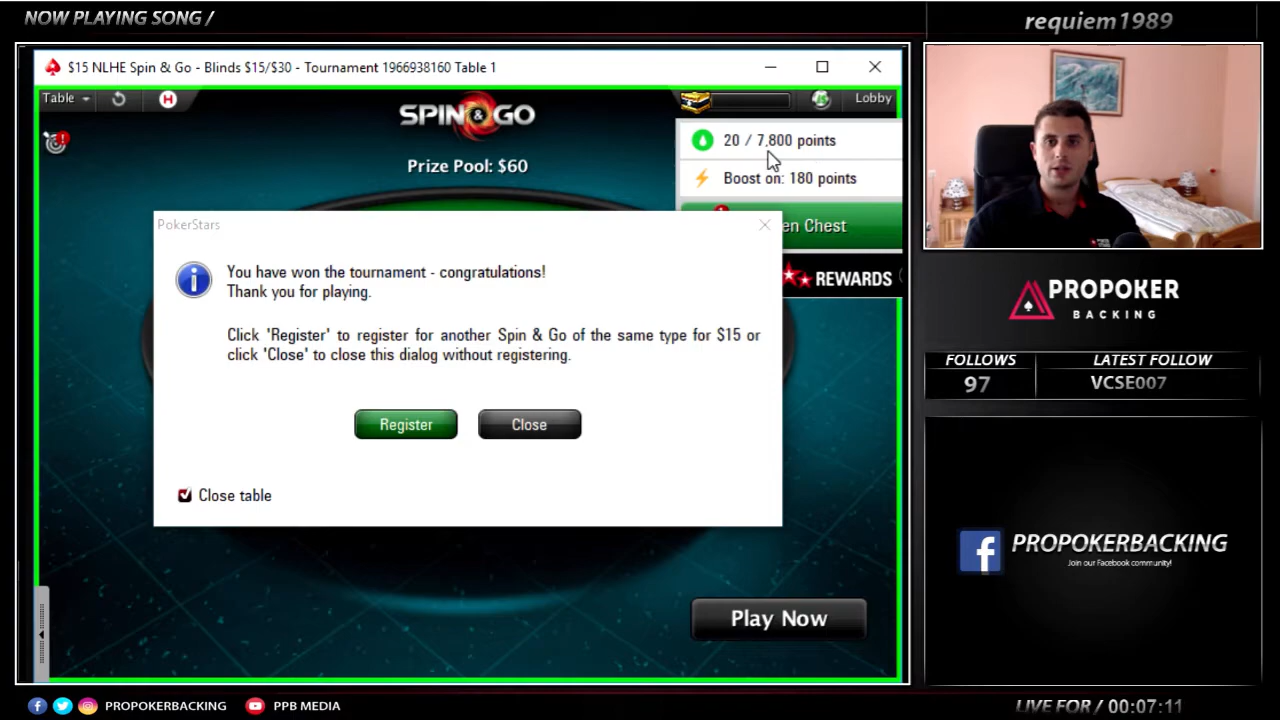 NOW PLAYING SONG /
requiem1989
$15 NLHE Spin & Go - Blinds $15/$30 - Tournament 1966938160 Table 1
Table
H
SPIN & GO
Lobby
Prize Pool: $60
20 / 7,800 points
Boost on: 180 points
en Chest
REWARDS
PokerStars
You have won the tournament - congratulations!
Thank you for playing.
Click 'Register' to register for another Spin & Go of the same type for $15 or
click 'Close' to close this dialog without registering.
Register
Close
Close table
Play Now
PROPOKER
BACKING
FOLLOWS
97
LATEST FOLLOW
VCSE007
PROPOKERBACKING
Join our Facebook community!
PROPOKERBACKING
PPB MEDIA
LIVE FOR / 00:07:11